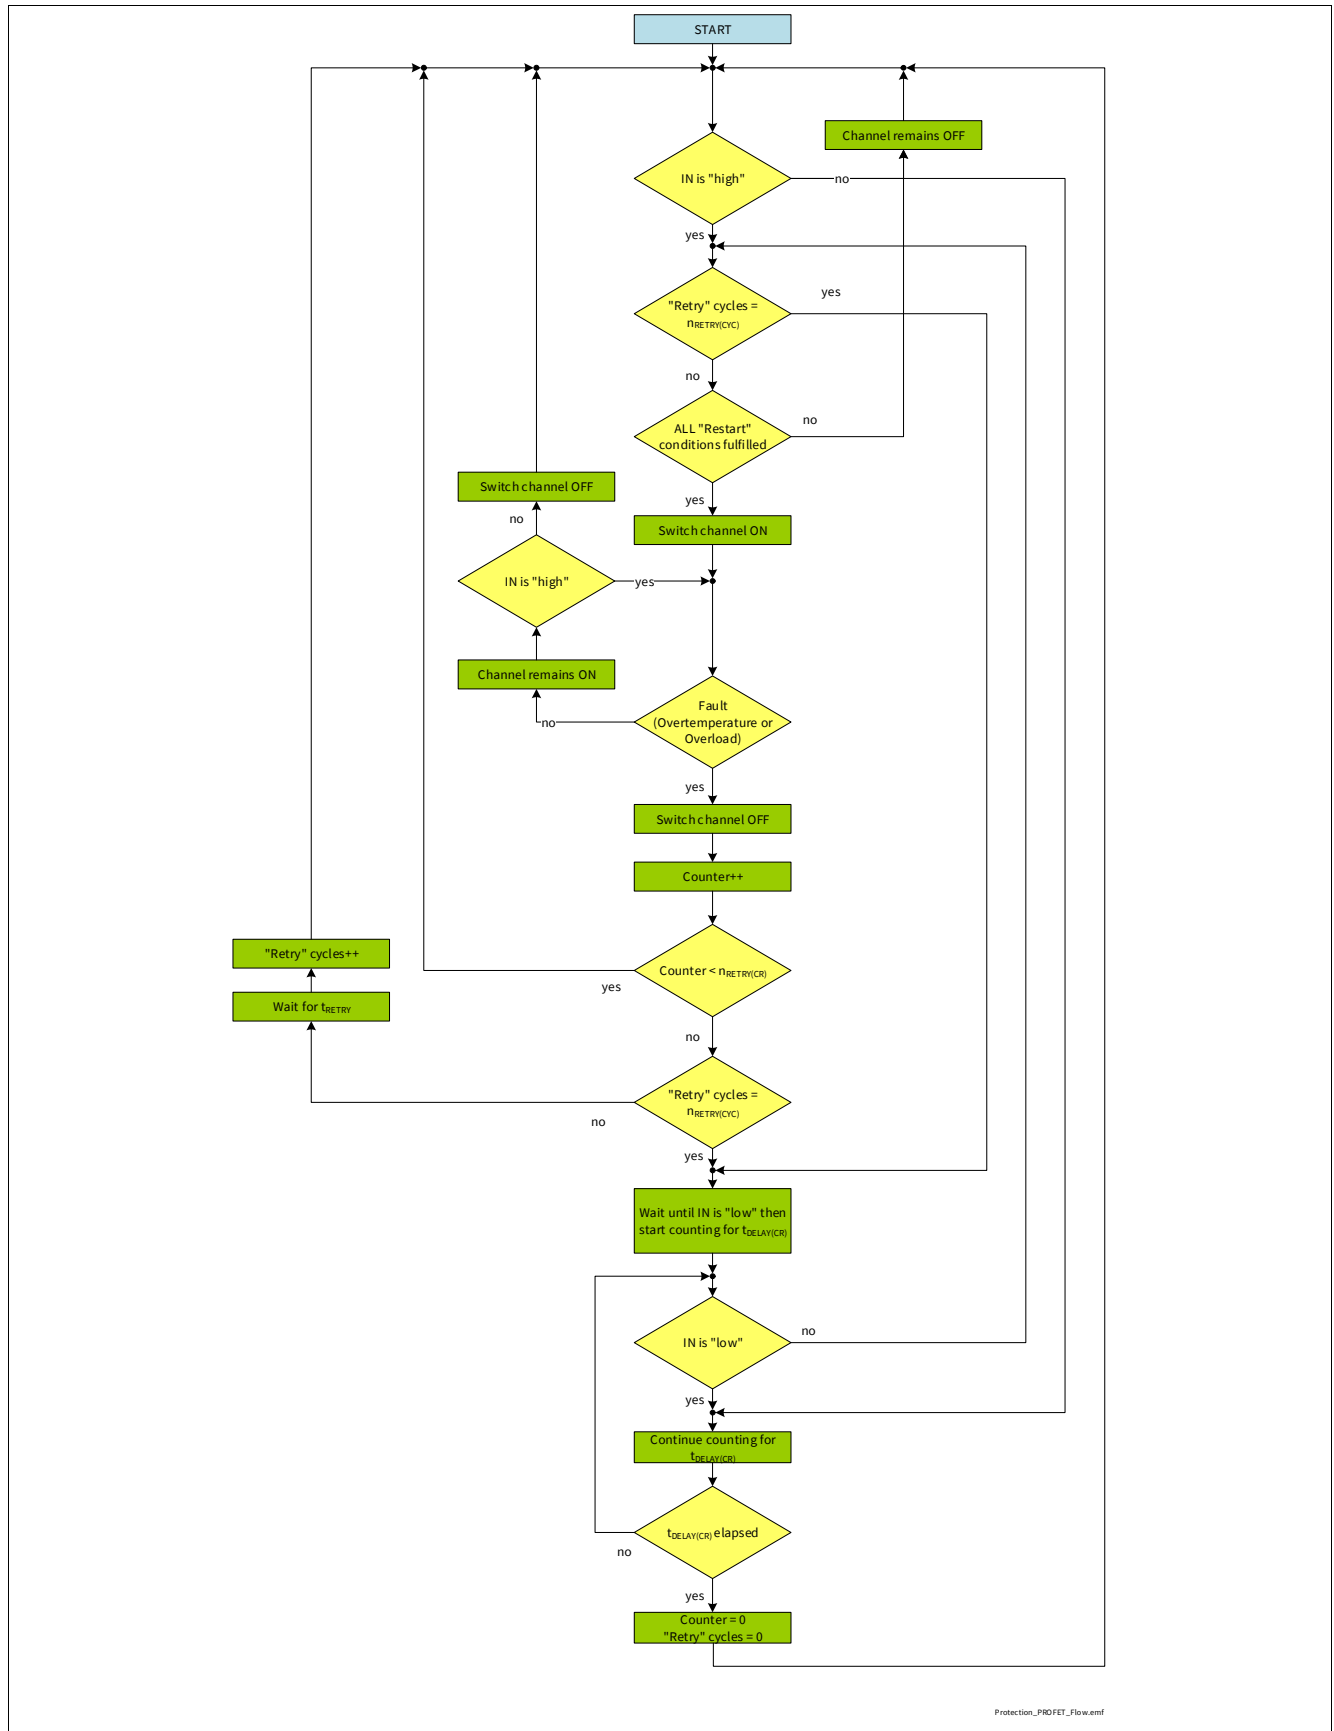 START
Channel remains OFF
IN is "high"
no
yes
"Retry" cycles =
nRETRY(CYC)
yes
no
ALL "Restart"
conditions fulfilled
no
yes
Switch channel OFF
Switch channel ON
no
IN is "high"
yes
Channel remains ON
no
Fault
(Overtemperature or
Overload)
yes
Switch channel OFF
Counter++
"Retry" cycles++
Counter < nRETRY(CR)
yes
Wait for tRETRY
no
"Retry" cycles =
nRETRY(CYC)
no
yes
Wait until IN is "low" then
start counting for tDELAY(CR)
IN is "low"
no
yes
Continue counting for
tDELAY(CR)
tDELAY(CR) elapsed
no
yes
Counter = 0
"Retry" cycles = 0
Protection_PROFET_Flow.emf